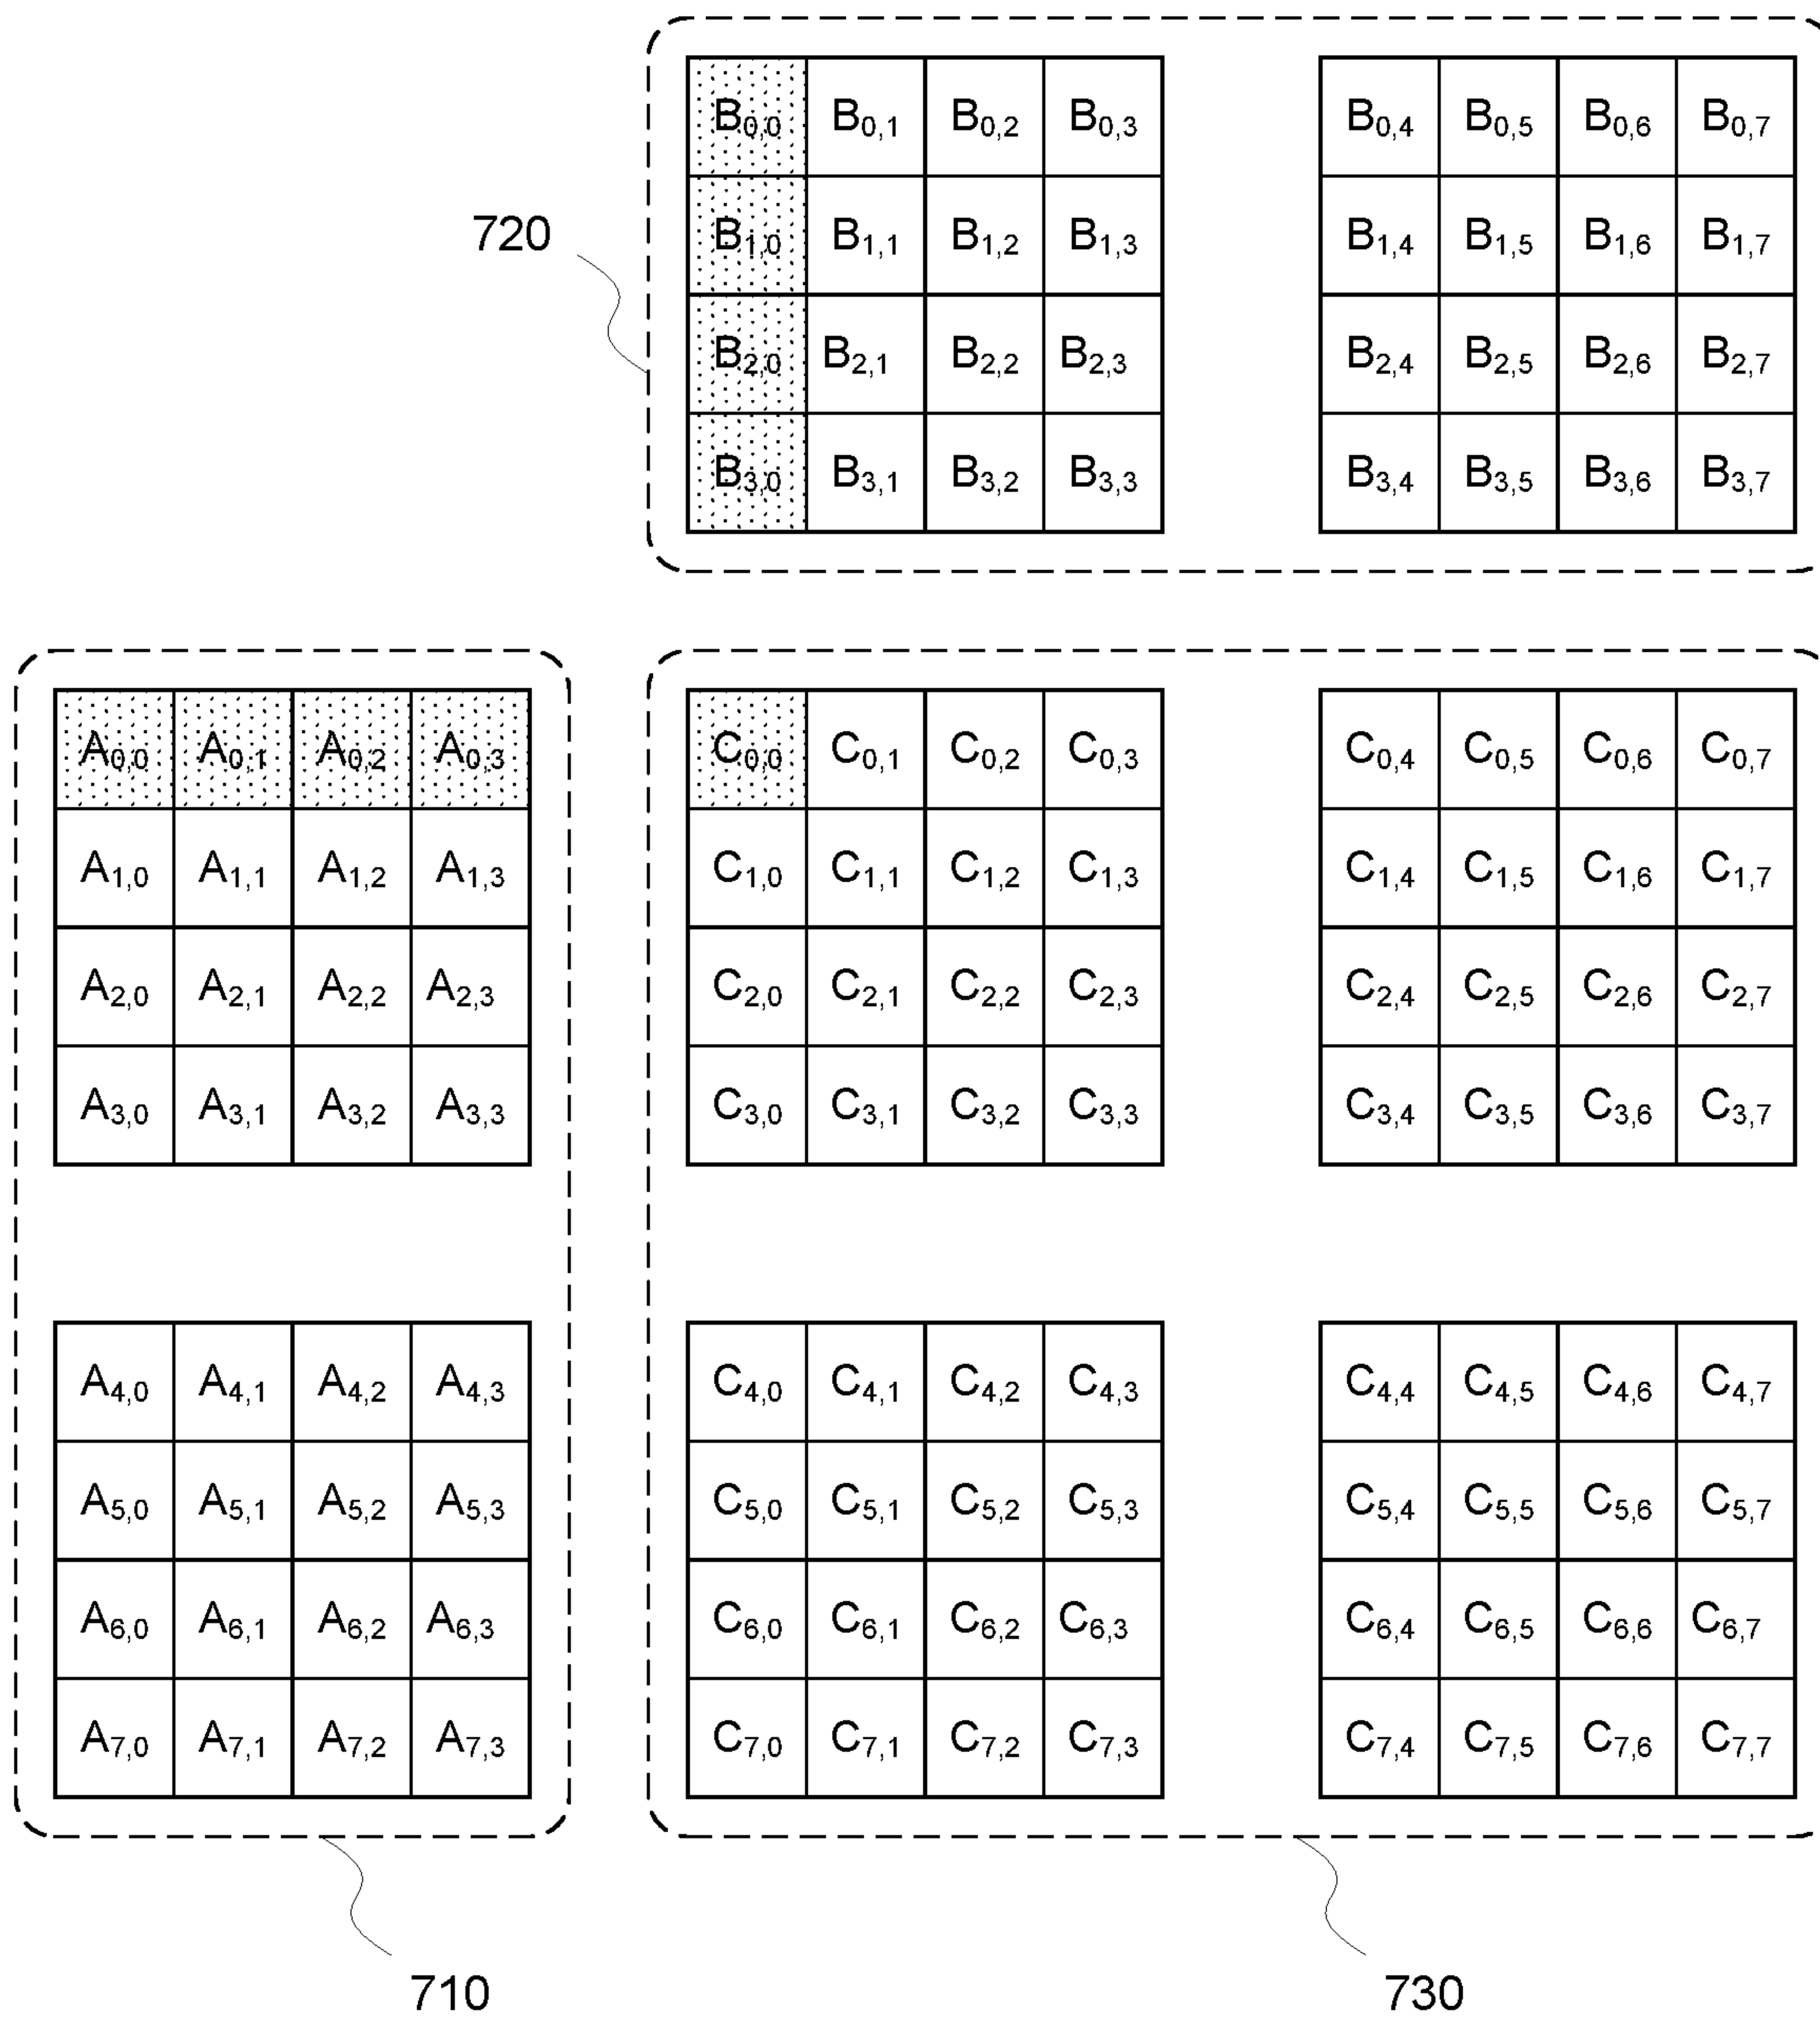 B0,0 B0,1 B0,2 B0,3 B0,4 B0,5 B0,6 B0,7
720
B1,0 B1,1 B1,2 B1,3 B1,4 B1,5 B1,6 B1,7
B2,0 B2,1 B2,2 B2,3 B2,4 B2,5 B2,6 B2,7
B3,0 B3,1 B3,2 B3,3 B3,4 B3,5 B3,6 B3,7
A0,0 A0,1 A0,2 A0,3 C0,0 C0,1 C0,2 C0,3 C0,4 C0,5 C0,6 C0,7
A1,0 A1,1 A1,2 A1,3 C1,0 C1,1 C1,2 C1,3 C1,4 C1,5 C1,6 C1,7
A2,0 A2,1 A2,2 A2,3 C2,0 C2,1 C2,2 C2,3 C2,4 C2,5 C2,6 C2,7
A3,0 A3,1 A3,2 A3,3 C3,0 C3,1 C3,2 C3,3 C3,4 C3,5 C3,6 C3,7
A4,0 A4,1 A4,2 A4,3 C4,0 C4,1 C4,2 C4,3 C4,4 C4,5 C4,6 C4,7
A5,0 A5,1 A5,2 A5,3 C5,0 C5,1 C5,2 C5,3 C5,4 C5,5 C5,6 C5,7
A6,0 A6,1 A6,2 A6,3 C6,0 C6,1 C6,2 C6,3 C6,4 C6,5 C6,6 C6,7
A7,0 A7,1 A7,2 A7,3 C7,0 C7,1 C7,2 C7,3 C7,4 C7,5 C7,6 C7,7
710 730